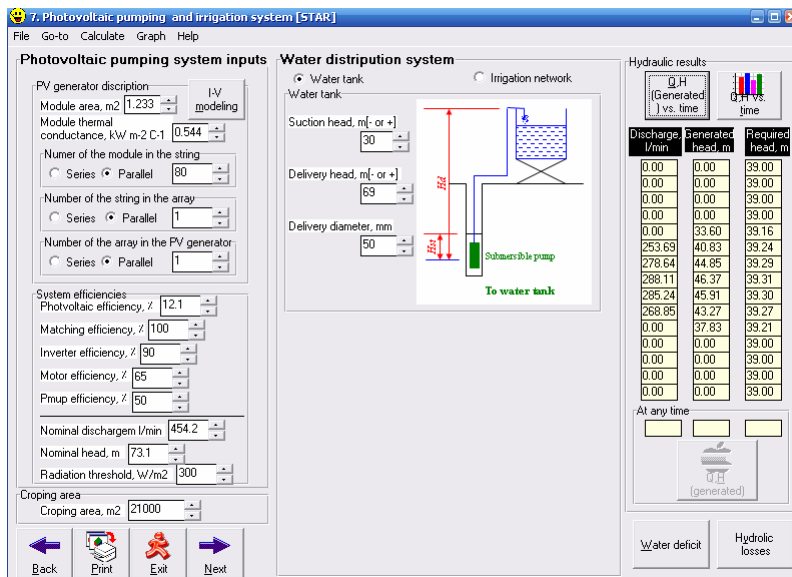 7. Photovoltaic pumping and irrigation system [STAR]
File Go-to Calculate Graph Help
Photovoltaic pumping system inputs
PV generator discription
Module area, m2 1.233
I-V modeling
Module thermal
conductance, kW m-2 C-1 0.544
Numer of the module in the string
Series Parallel 80
Number of the string in the array
Series Parallel 1
Number of the array in the PV generator
Series Parallel 1
System efficiencies
Photvoltaic efficiency, % 12.1
Matching efficiency, % 100
Inverter efficiency, % 90
Motor efficiency, % 65
Pmup efficiency, % 50
Nominal dischargem l/min 454.2
Nominal head, m 73.1
Radiation threshold, W/m2 300
Croping area
Croping area, m2 21000
Back Print Exit Next
Water distripution system
Water tank Irrigation network
Water tank
Suction head, m[- or +]
30
Delivery head, m[- or +]
69
Delivery diameter, mm
50
Hd
Hs
Submersible pump
To water tank
Hydraulic results
Q,H
(Generated
) vs. time
Q,H vs.
time
Discharge, l/min Generated head, m Required head, m
0.00 0.00 39.00
0.00 0.00 39.00
0.00 0.00 39.00
0.00 0.00 39.00
0.00 33.60 39.16
253.69 40.83 39.24
278.64 44.85 39.29
288.11 46.37 39.31
285.24 45.91 39.30
268.85 43.27 39.27
0.00 37.83 39.21
0.00 0.00 39.00
0.00 0.00 39.00
0.00 0.00 39.00
0.00 0.00 39.00
At any time
Q,H
(generated)
Water deficit
Hydrolic
losses